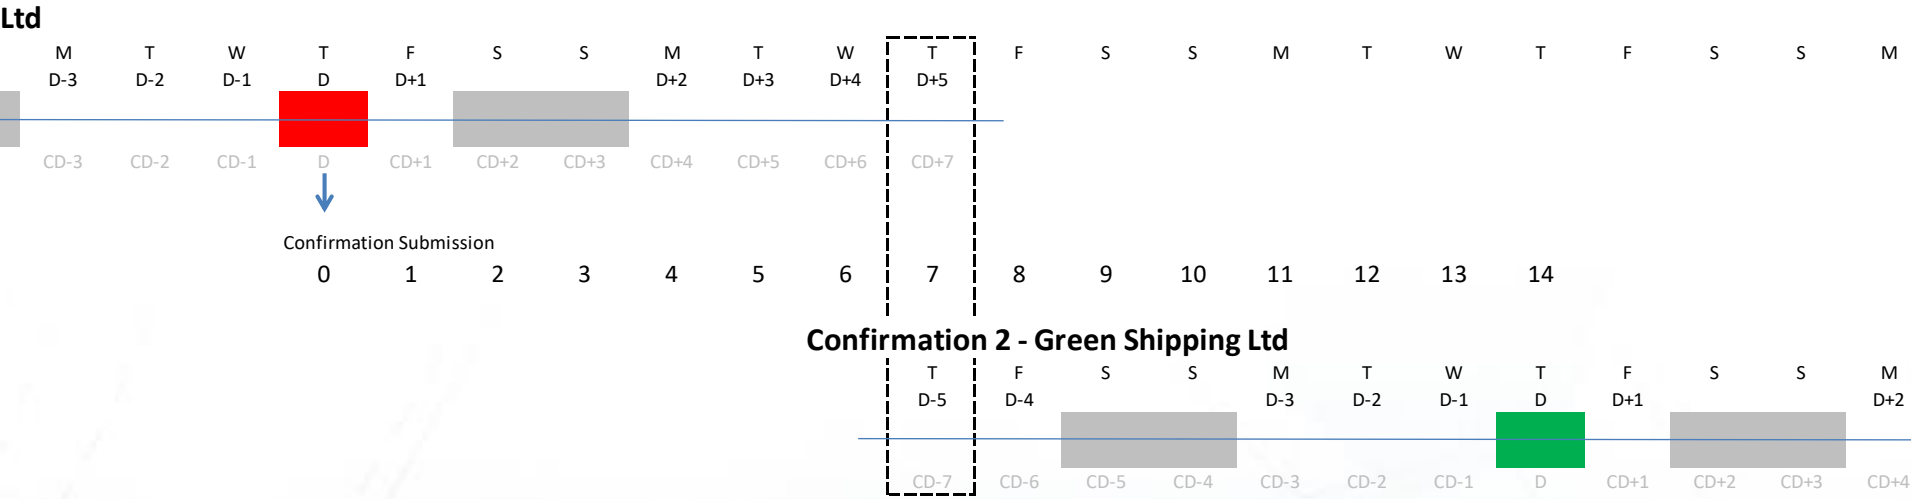 Ltd
M T W T F S S M T W T F S S M T W T F S S M
D-3 D-2 D-1 D D+1 D+2 D+3 D+4 D+5
CD-3 CD-2 CD-1 D CD+1 CD+2 CD+3 CD+4 CD+5 CD+6 CD+7
Confirmation Submission
0 1 2 3 4 5 6 7 8 9 10 11 12 13 14
Confirmation 2 - Green Shipping Ltd
T F S S M T W T F S S M
D-5 D-4 D-3 D-2 D-1 D D+1 D+2
CD-7 CD-6 CD-5 CD-4 CD-3 CD-2 CD-1 D CD+1 CD+2 CD+3 CD+4